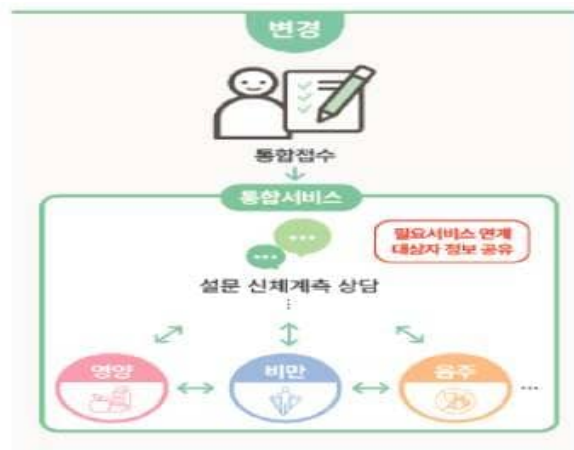 변경
통합접수
통합서비스
필요서비스 연계
대상자 정보 공유
설문 신체계측 상담
영양
비만
음주